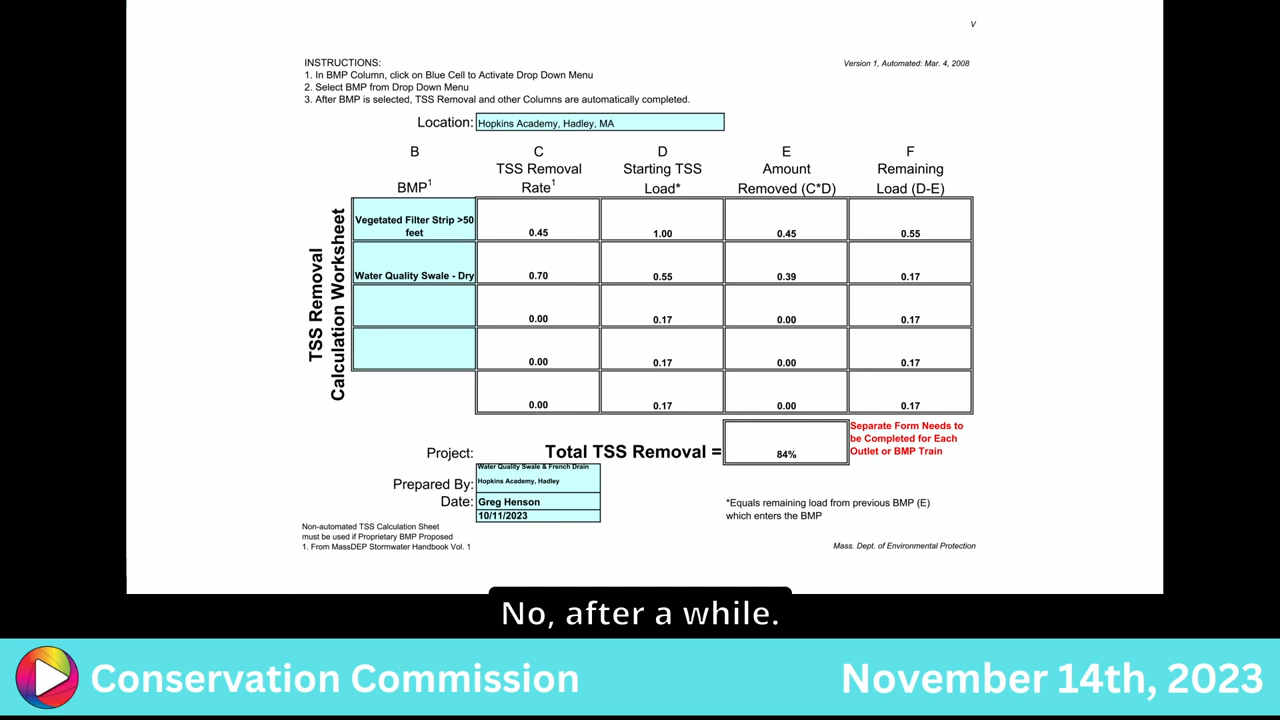 V
INSTRUCTIONS:
Version 1, Automated: Mar. 4, 2008
1. In BMP Column, click on Blue Cell to Activate Drop Down Menu
2. Select BMP from Drop Down Menu
3. After BMP is selected, TSS Removal and other Columns are automatically completed.
Location: Hopkins Academy, Hadley, MA
B C D E F
TSS Removal Starting TSS Amount Remaining
BMP1 Rate1 Load* Removed (C*D) Load (D-E)
TSS Removal
Calculation Worksheet
Vegetated Filter Strip >50
feet 0.45 1.00 0.45 0.55
Water Quality Swale - Dry 0.70 0.55 0.39 0.17
0.00 0.17 0.00 0.17
0.00 0.17 0.00 0.17
0.00 0.17 0.00 0.17
Total TSS Removal = 84%
Separate Form Needs to
be Completed for Each
Outlet or BMP Train
Project:
Water Quality Swale & French Drain
Prepared By: Hopkins Academy, Hadley
Date: Greg Henson
10/11/2023
*Equals remaining load from previous BMP (E)
which enters the BMP
Non-automated TSS Calculation Sheet
must be used if Proprietary BMP Proposed
1. From MassDEP Stormwater Handbook Vol. 1
Mass. Dept. of Environmental Protection
No, after a while.
Conservation Commission
November 14th, 2023